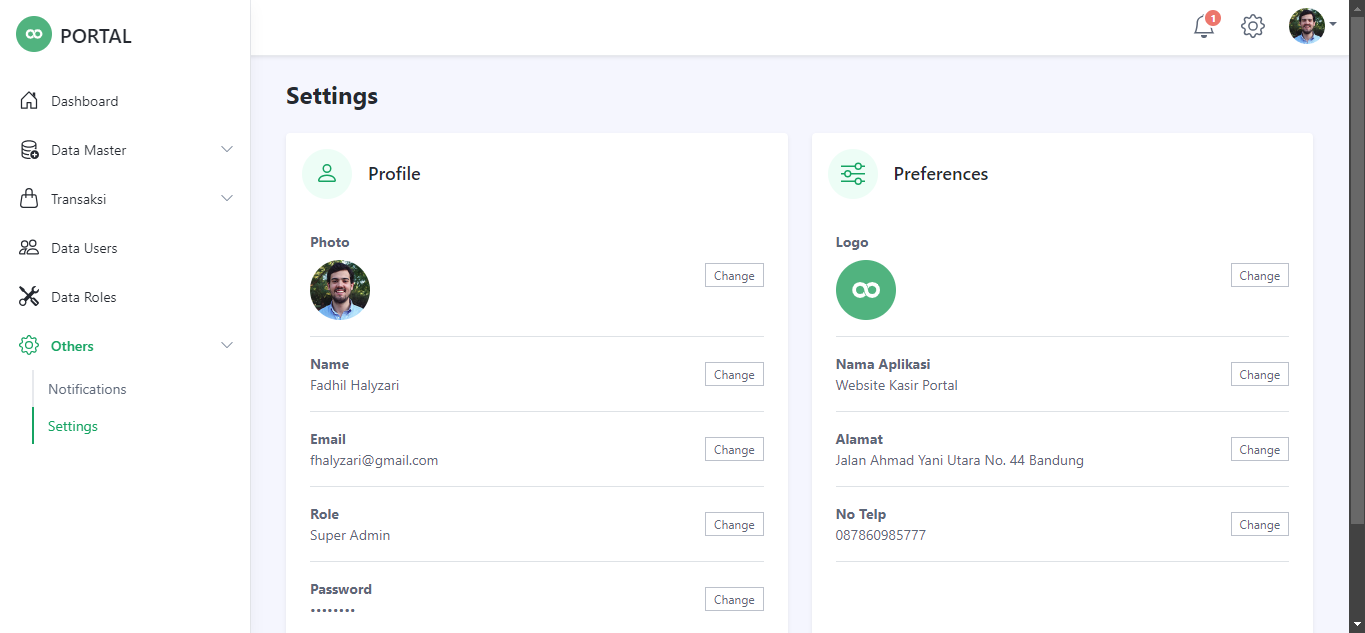 PORTAL
1
Dashboard
Data Master
Transaksi
Data Users
Data Roles
Others
Notifications
Settings
Settings
Profile
Photo
Change
Name
Fadhil Halyzari
Change
Email
fhalyzari@gmail.com
Change
Role
Super Admin
Change
Password
••••••••
Change
Preferences
Logo
Change
Nama Aplikasi
Website Kasir Portal
Change
Alamat
Jalan Ahmad Yani Utara No. 44 Bandung
Change
No Telp
087860985777
Change